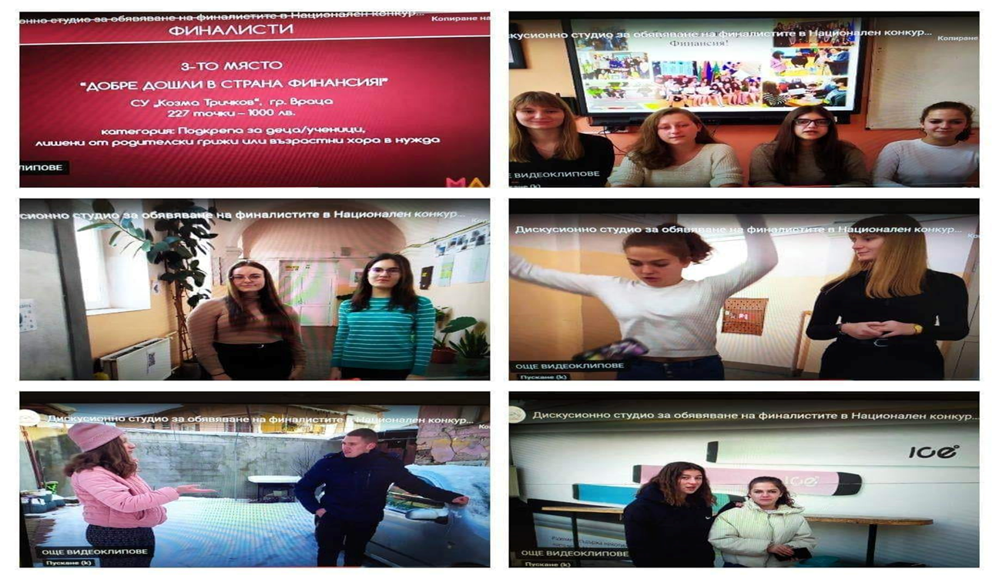 онно студио за обявяване на финалистите в Национален конкур...
Копиране на
ФИНАЛИСТИ
3-ТО МЯСТО
"ДОБРЕ ДОШЛИ В СТРАНА ФИНАНСИЯ!"
СУ „Козма Тричков“, гр. Враца
227 точки – 1000 лв.
категория: Подкрепа за деца/ученици,
лишени от родителски грижи или възрастни хора в нужда
ЛИПОВЕ
МА
скусионно студио за обявяване на финалистите в Национален конкур...
Копиране
Финансия!
Е ВИДЕОКЛИПОВЕ
сионно студио за обявяване на финалистите в Национален конкур...
Дискусионно студио за обявяване на финалистите в Национален конкур...
ОЩЕ ВИДЕОКЛИПОВЕ
Пускане (k)
Дискусионно студио за обявяване на финалистите в Национален конкур...
ОЩЕ ВИДЕОКЛИПОВЕ
Пускане (k)
Дискусионно студио за обявяване на финалистите в Национален конкур...
ice
ice
ОЩЕ ВИДЕОКЛИПОВЕ
Пускане (k)